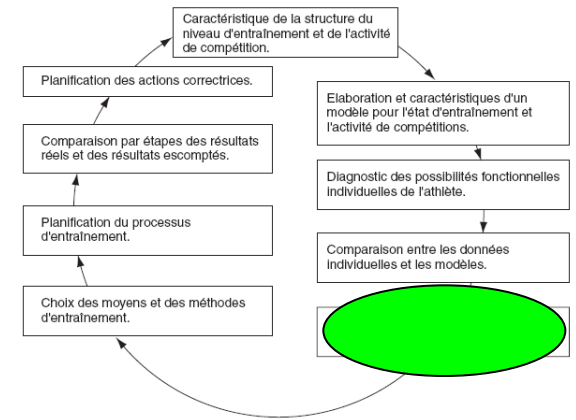 Caractéristique de la structure du
niveau d'entraînement et de l'activité
de compétition.
Elaboration et caractéristiques d'un
modèle pour l'état d'entraînement et
l'activité de compétitions.
Diagnostic des possibilités fonctionnelles
individuelles de l'athlète.
Comparaison entre les données
individuelles et les modèles.
Choix des moyens et des méthodes
d'entraînement.
Planification du processus
d'entraînement.
Comparaison par étapes des résultats
réels et des résultats escomptés.
Planification des actions correctrices.